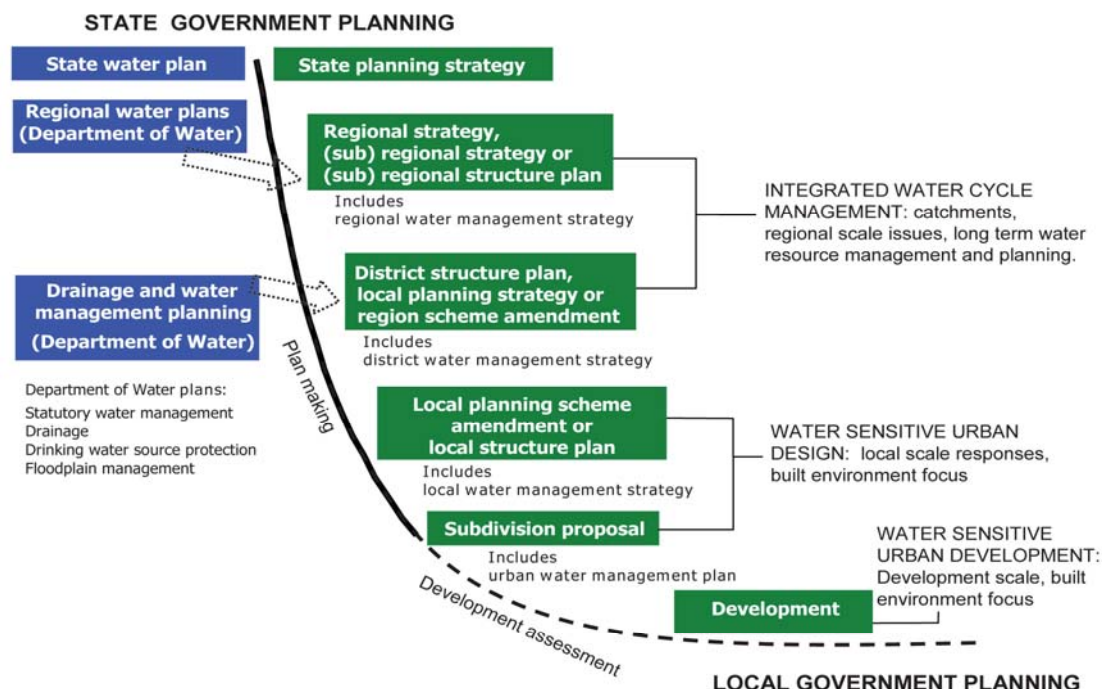 STATE GOVERNMENT PLANNING
State water plan
State planning strategy
Regional water plans
(Department of Water)
Regional strategy,
(sub) regional strategy or
(sub) regional structure plan
Includes
regional water management strategy
INTEGRATED WATER CYCLE
MANAGEMENT: catchments,
regional scale issues, long term water
resource management and planning.
Drainage and water
management planning
(Department of Water)
District structure plan,
local planning strategy or
region scheme amendment
Includes
district water management strategy
Department of Water plans:
Statutory water management
Drainage
Drinking water source protection
Floodplain management
Plan making
Local planning scheme
amendment or
local structure plan
Includes
local water management strategy
WATER SENSITIVE URBAN
DESIGN: local scale responses,
built environment focus
Subdivision proposal
Includes
urban water management plan
WATER SENSITIVE
URBAN DEVELOPMENT:
Development scale, built
environment focus
Development
Development assessment
LOCAL GOVERNMENT PLANNING